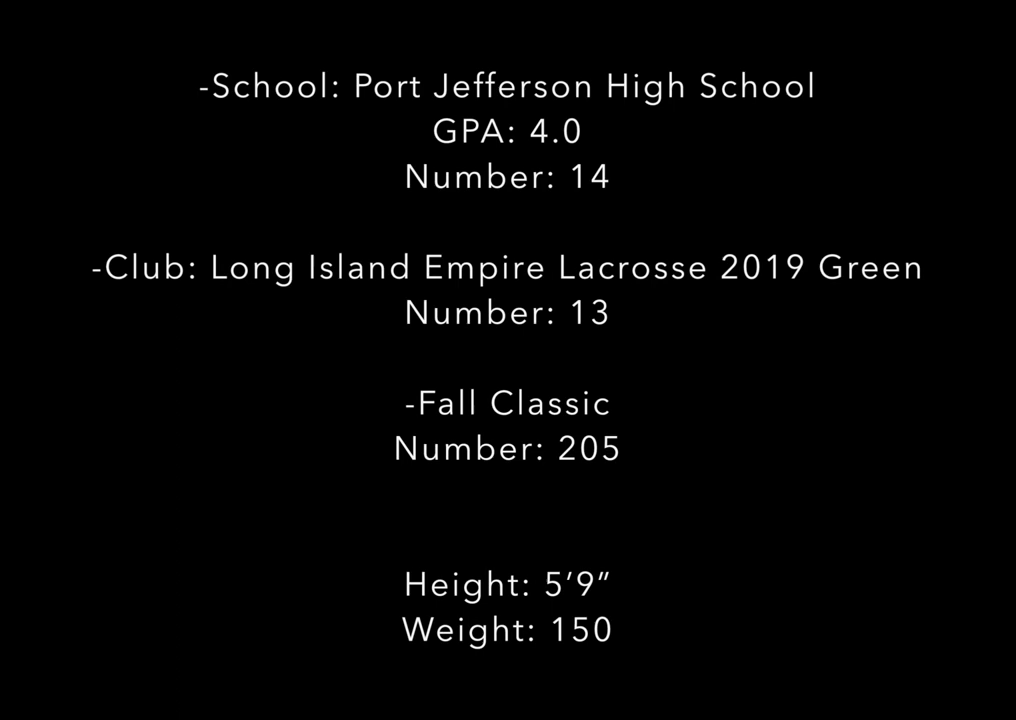 -School: Port Jefferson High School
GPA: 4.0
Number: 14
-Club: Long Island Empire Lacrosse 2019 Green
Number: 13
-Fall Classic
Number: 205
Height: 5’9”
Weight: 150